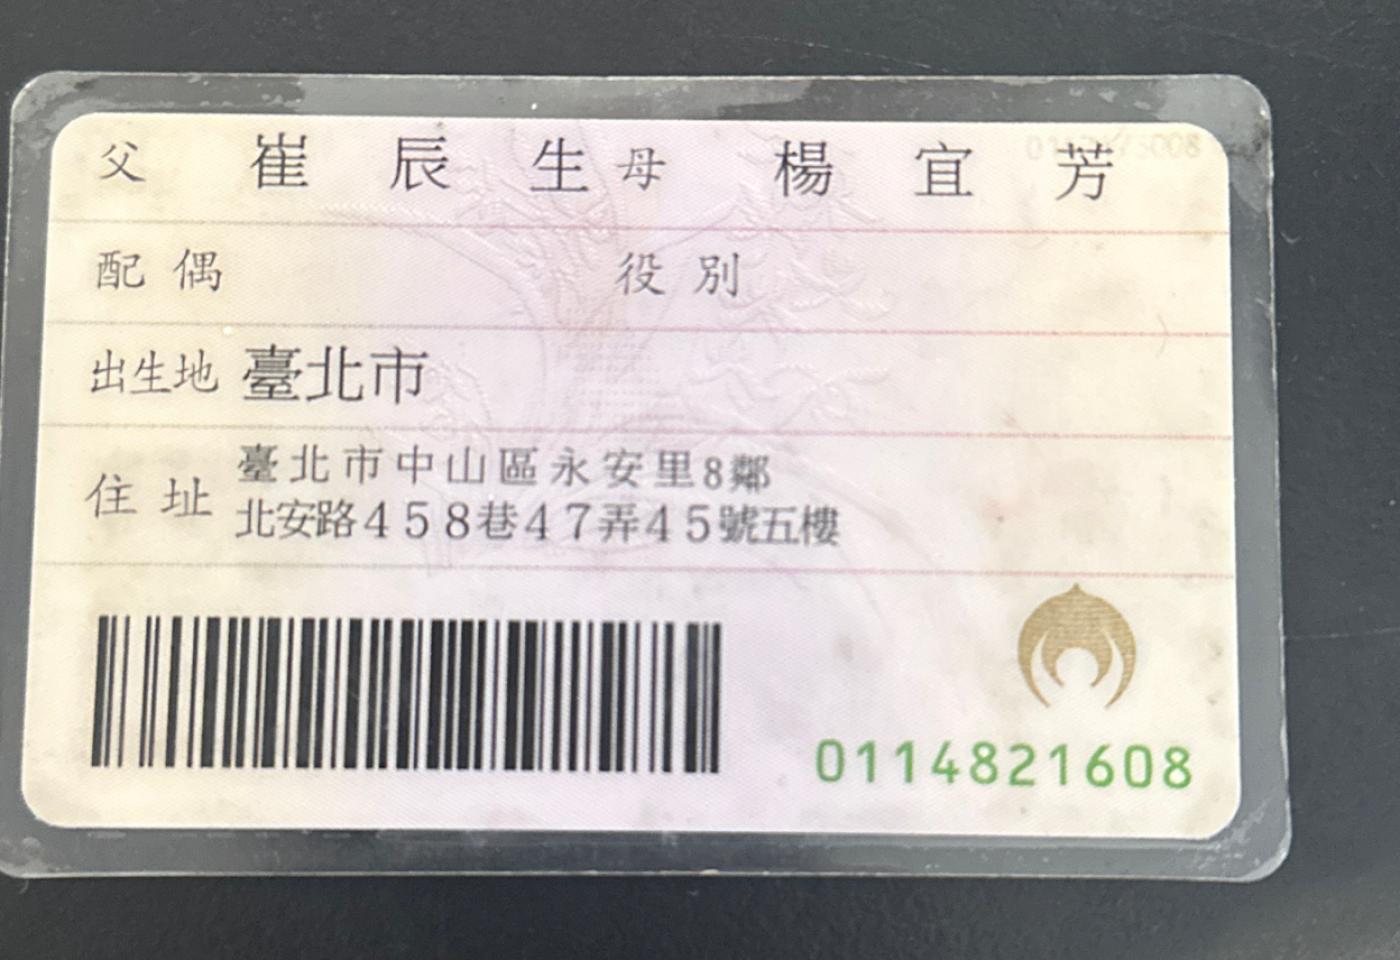 父 崔辰生 母 楊宜芳
配偶 役別
出生地 臺北市
住址 臺北市中山區永安里8鄰
北安路458巷47弄45號五樓
0114821608